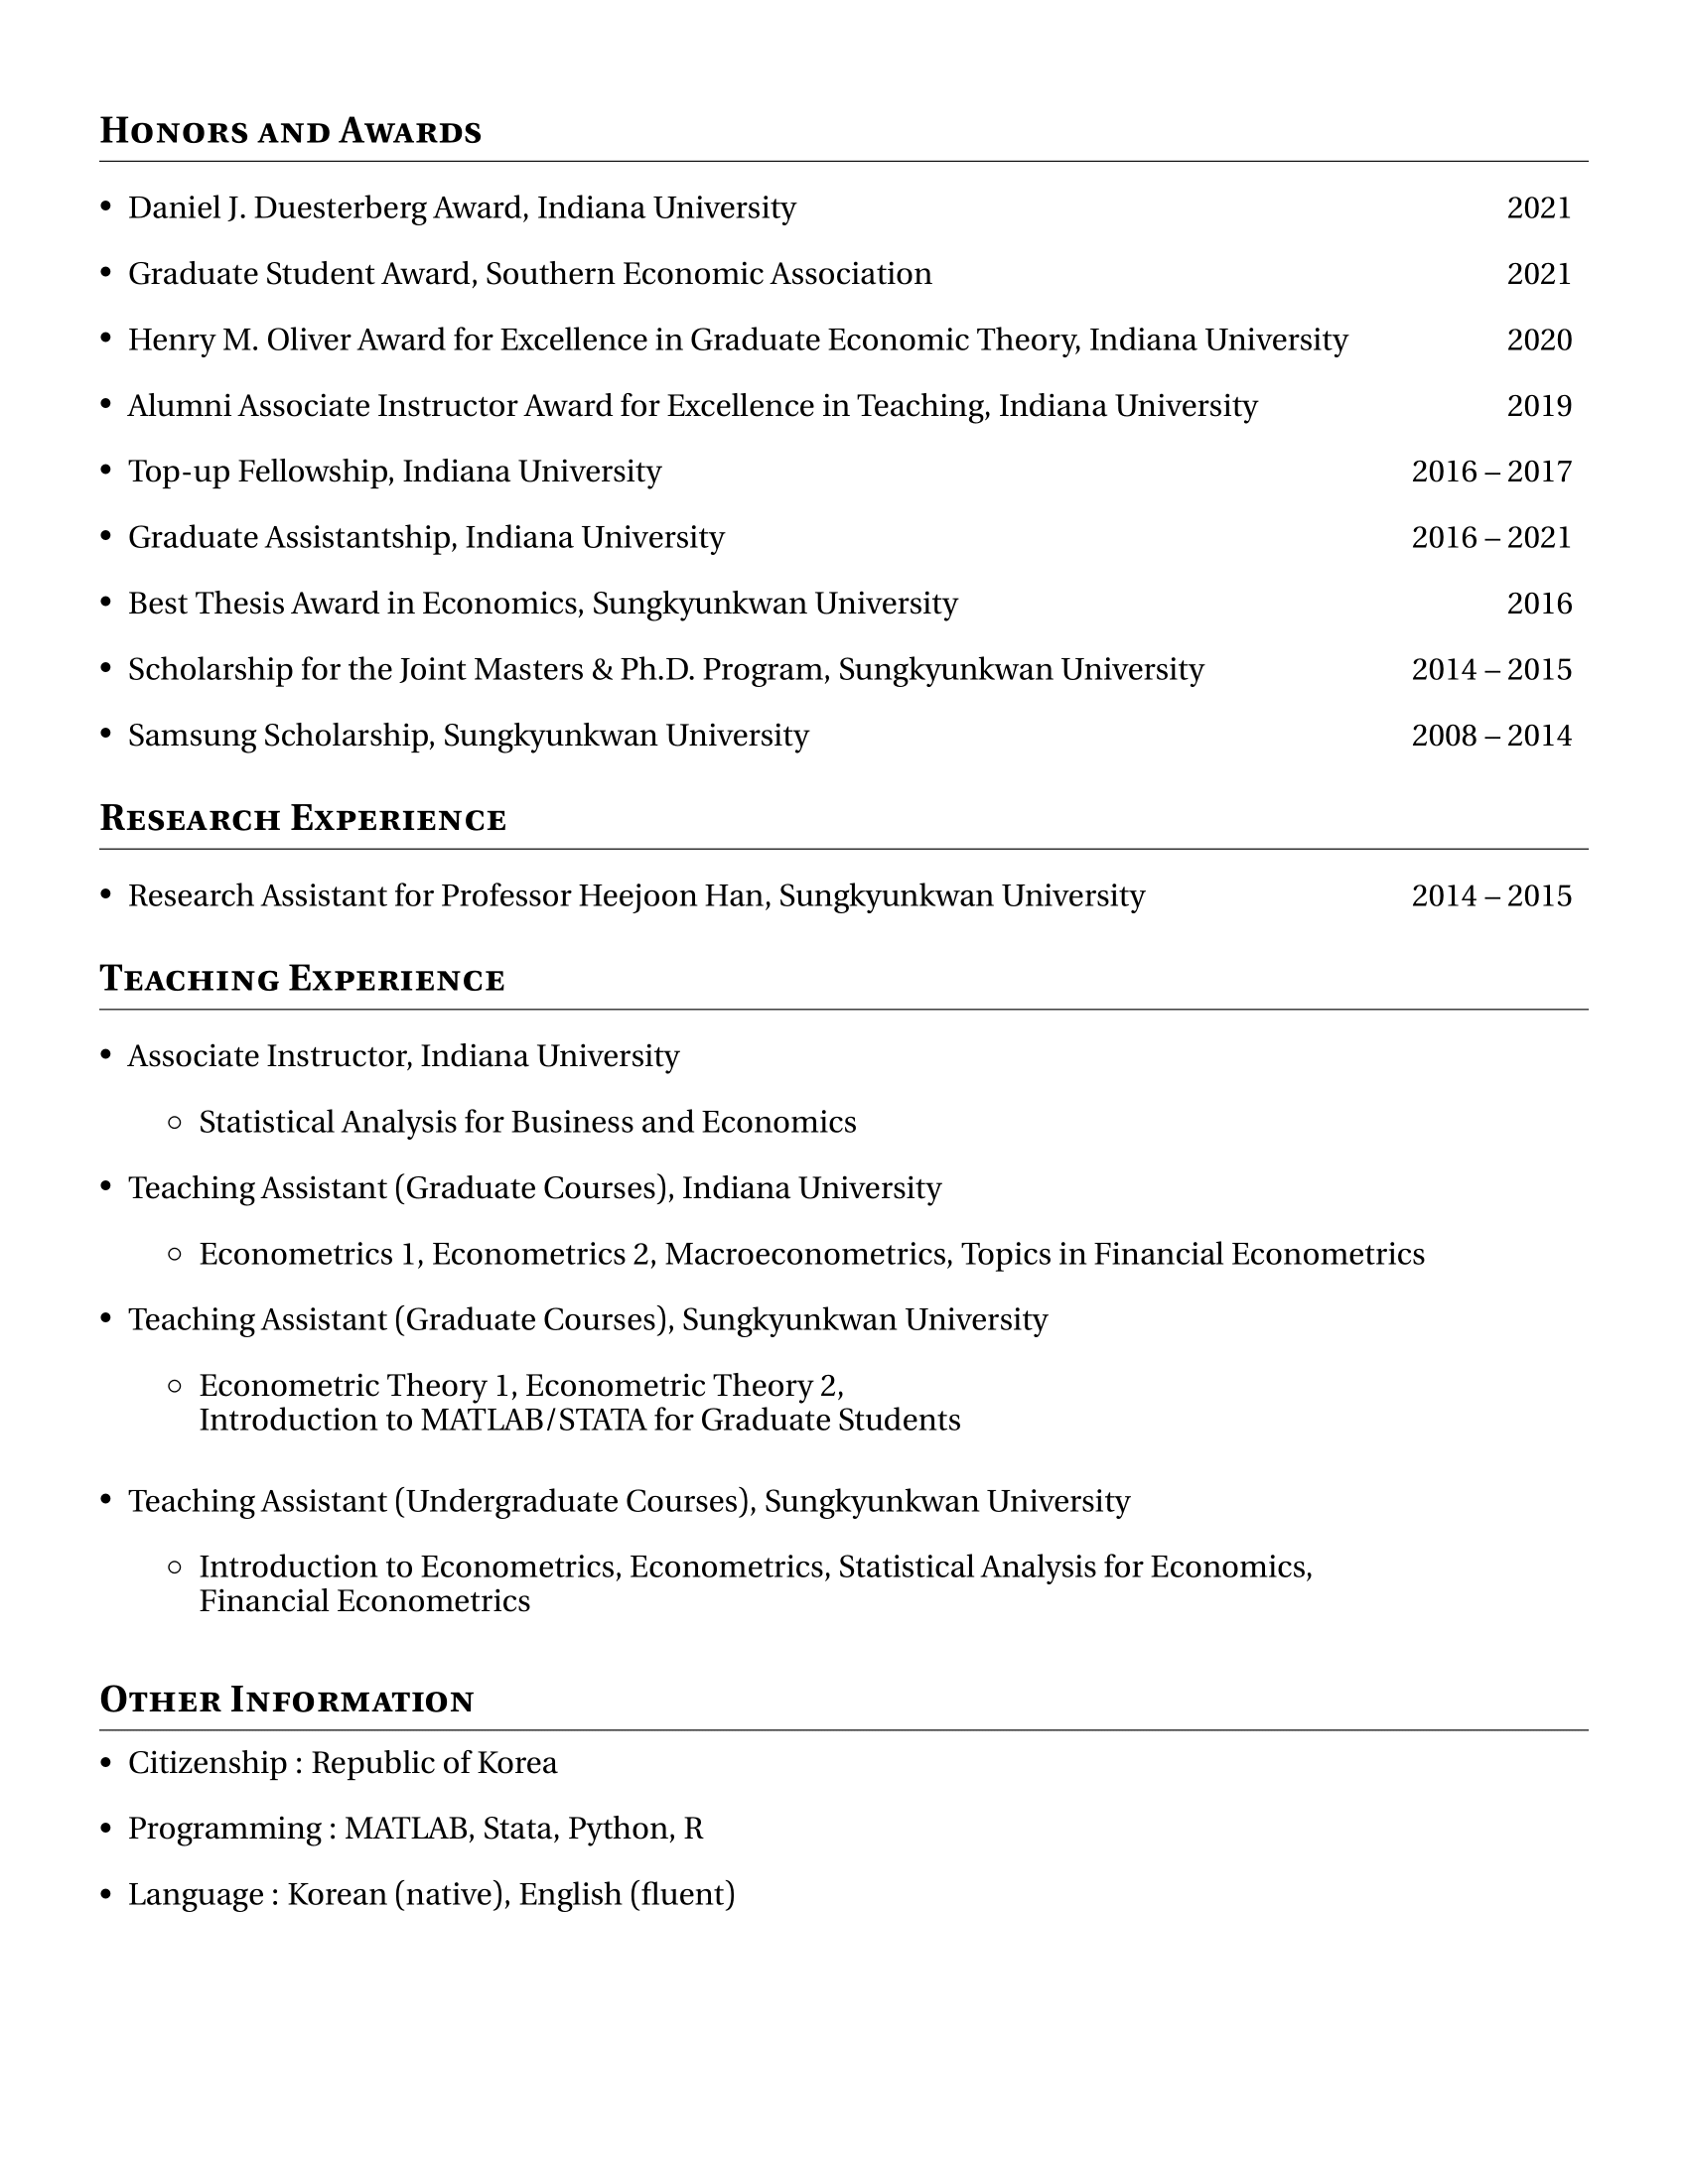 Honors and Awards
• Daniel J. Duesterberg Award, Indiana University 2021
• Graduate Student Award, Southern Economic Association 2021
• Henry M. Oliver Award for Excellence in Graduate Economic Theory, Indiana University 2020
• Alumni Associate Instructor Award for Excellence in Teaching, Indiana University 2019
• Top-up Fellowship, Indiana University 2016 – 2017
• Graduate Assistantship, Indiana University 2016 – 2021
• Best Thesis Award in Economics, Sungkyunkwan University 2016
• Scholarship for the Joint Masters & Ph.D. Program, Sungkyunkwan University 2014 – 2015
• Samsung Scholarship, Sungkyunkwan University 2008 – 2014
Research Experience
• Research Assistant for Professor Heejoon Han, Sungkyunkwan University 2014 – 2015
Teaching Experience
• Associate Instructor, Indiana University
◦ Statistical Analysis for Business and Economics
• Teaching Assistant (Graduate Courses), Indiana University
◦ Econometrics 1, Econometrics 2, Macroeconometrics, Topics in Financial Econometrics
• Teaching Assistant (Graduate Courses), Sungkyunkwan University
◦ Econometric Theory 1, Econometric Theory 2,
Introduction to MATLAB/STATA for Graduate Students
• Teaching Assistant (Undergraduate Courses), Sungkyunkwan University
◦ Introduction to Econometrics, Econometrics, Statistical Analysis for Economics,
Financial Econometrics
Other Information
• Citizenship : Republic of Korea
• Programming : MATLAB, Stata, Python, R
• Language : Korean (native), English (fluent)